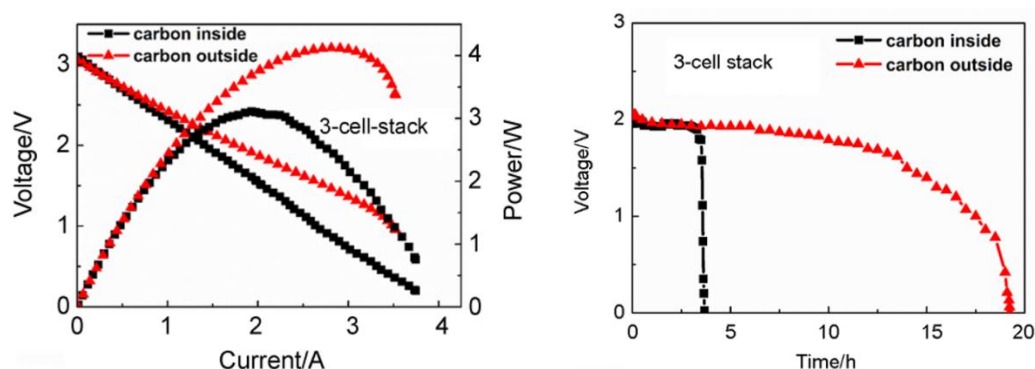 carbon inside
carbon outside
3-cell-stack
Voltage/V
3
2
1
0
Power/W
4
3
2
1
0
0 1 2 3 4
Current/A
carbon inside
carbon outside
3-cell stack
Voltage/V
2
1
0
0 5 10 15 20
Time/h